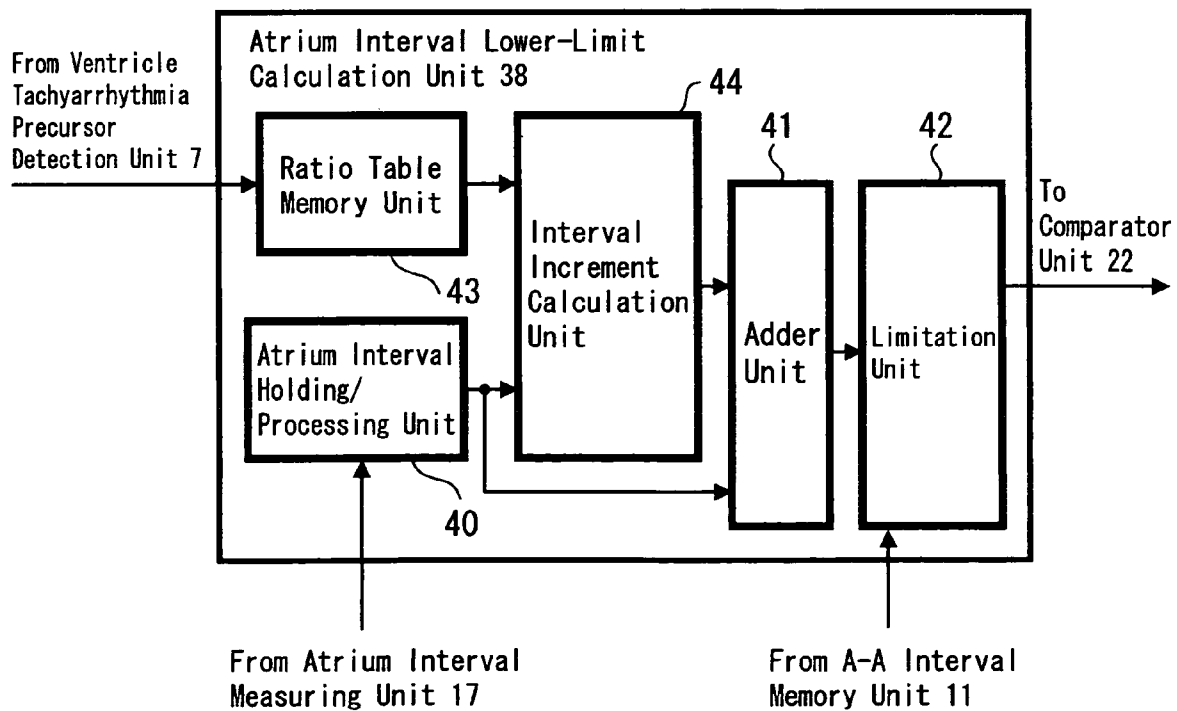 Atrium Interval Lower-Limit
Calculation Unit 38
From Ventricle
Tachyarrhythmia
Precursor
Detection Unit 7
44
41
42
Ratio Table
Memory Unit
43
Interval
Increment
Calculation
Unit
To
Comparator
Unit 22
Adder
Unit
Limitation
Unit
Atrium Interval
Holding/
Processing Unit
40
From Atrium Interval
Measuring Unit 17
From A-A Interval
Memory Unit 11